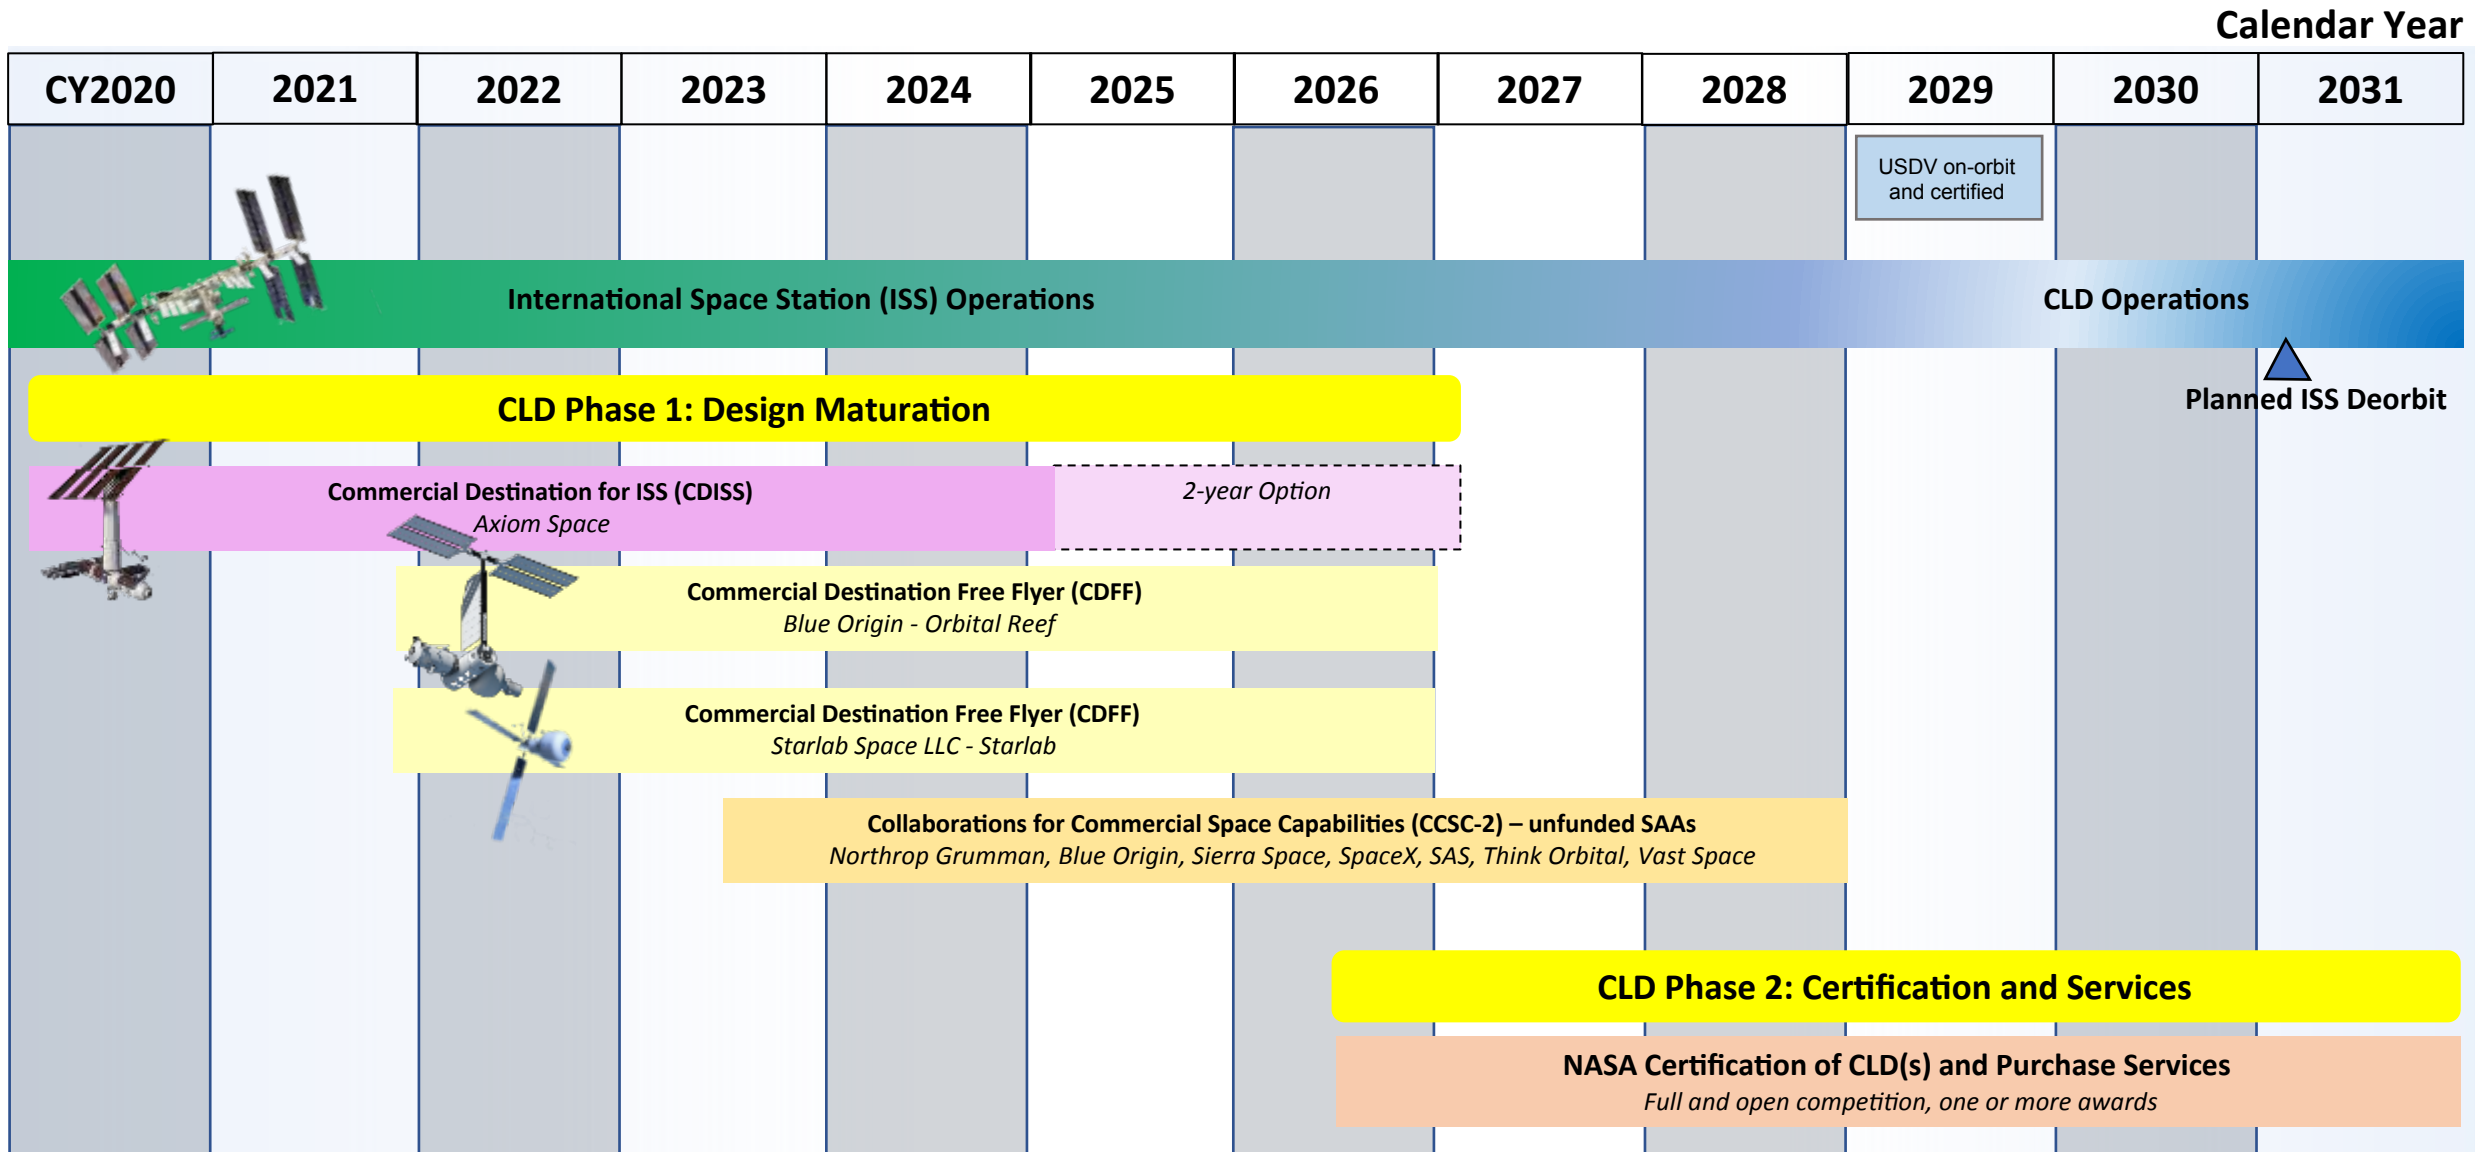 Calendar Year
CY2020
2021
2022
2023
2024
2025
2026
2027
2028
2029
2030
2031
USDV on-orbit
and certified
International Space Station (ISS) Operations
CLD Operations
Planned ISS Deorbit
CLD Phase 1: Design Maturation
Commercial Destination for ISS (CDISS)
Axiom Space
2-year Option
Commercial Destination Free Flyer (CDFF)
Blue Origin - Orbital Reef
Commercial Destination Free Flyer (CDFF)
Starlab Space LLC - Starlab
Collaborations for Commercial Space Capabilities (CCSC-2) – unfunded SAAs
Northrop Grumman, Blue Origin, Sierra Space, SpaceX, SAS, Think Orbital, Vast Space
CLD Phase 2: Certification and Services
NASA Certification of CLD(s) and Purchase Services
Full and open competition, one or more awards